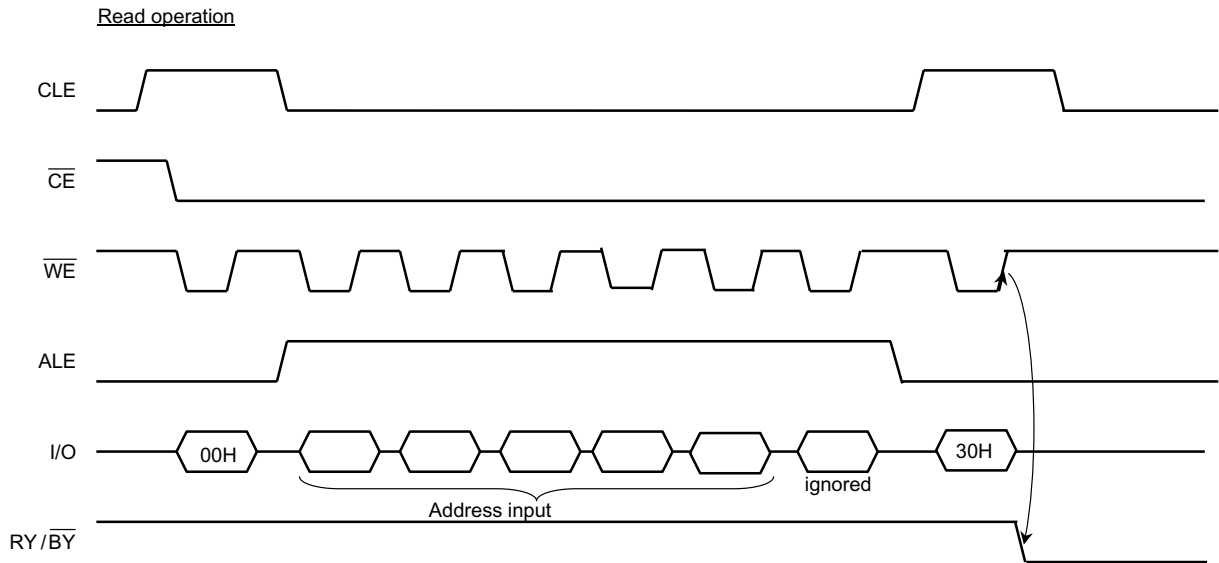 Read operation
CLE
CE
WE
ALE
I/O
00H
30H
ignored
Address input
RY/BY